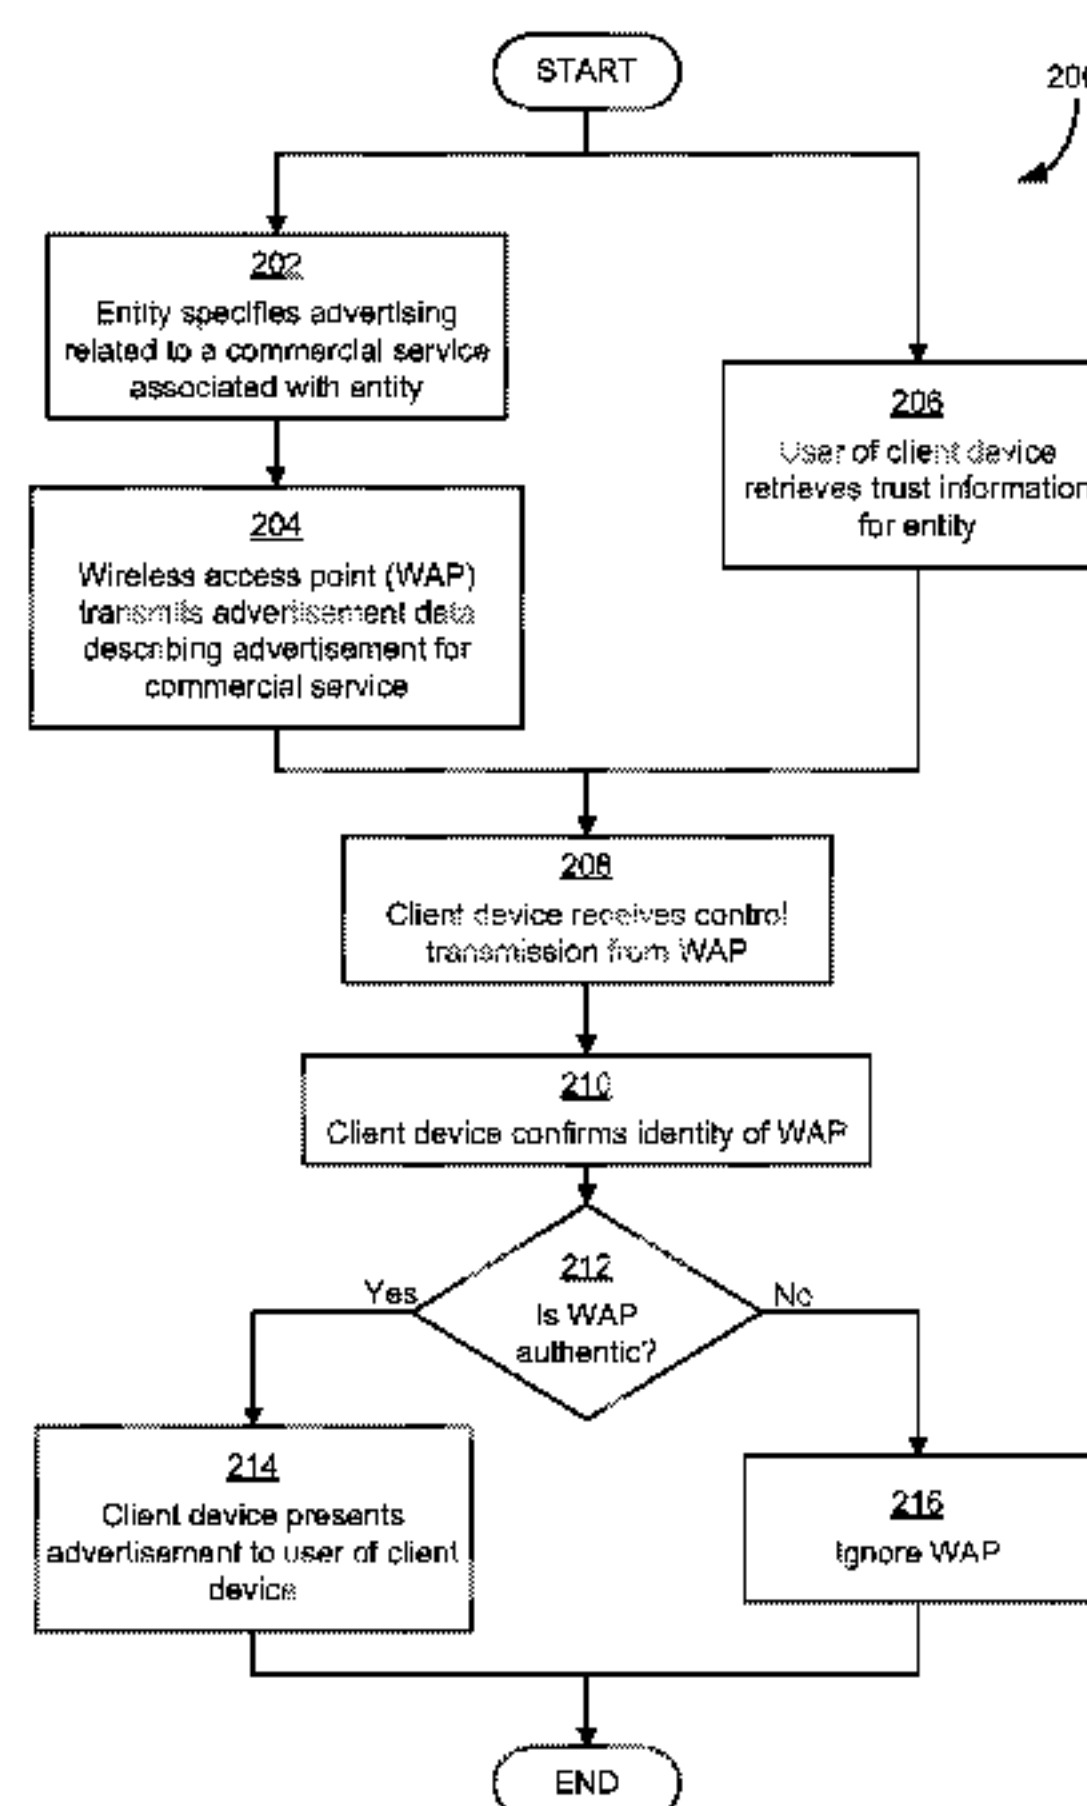 START
202
Entity specifies advertising
related to a commercial service
associated with entity
206
User of client device
retrieves trust information
for entity
204
Wireless access point (WAP)
transmits advertisement data
describing advertisement for
commercial service
208
Client device receives control
transmission from WAP
210
Client device confirms identity of WAP
212
Is WAP
authentic?
Yes
No
214
Client device presents
advertisement to user of client
device
216
Ignore WAP
END